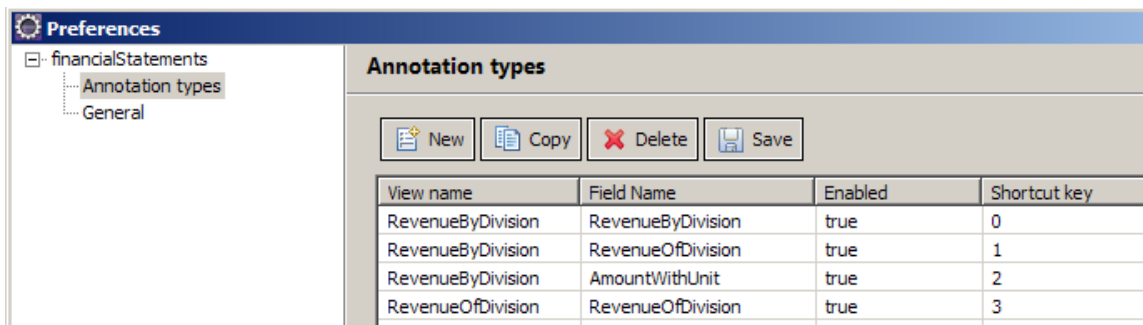 Preferences
financialStatements
Annotation types
General
Annotation types
New Copy Delete Save
View name Field Name Enabled Shortcut key
RevenueByDivision RevenueByDivision true 0
RevenueByDivision RevenueOfDivision true 1
RevenueByDivision AmountWithUnit true 2
RevenueOfDivision RevenueOfDivision true 3